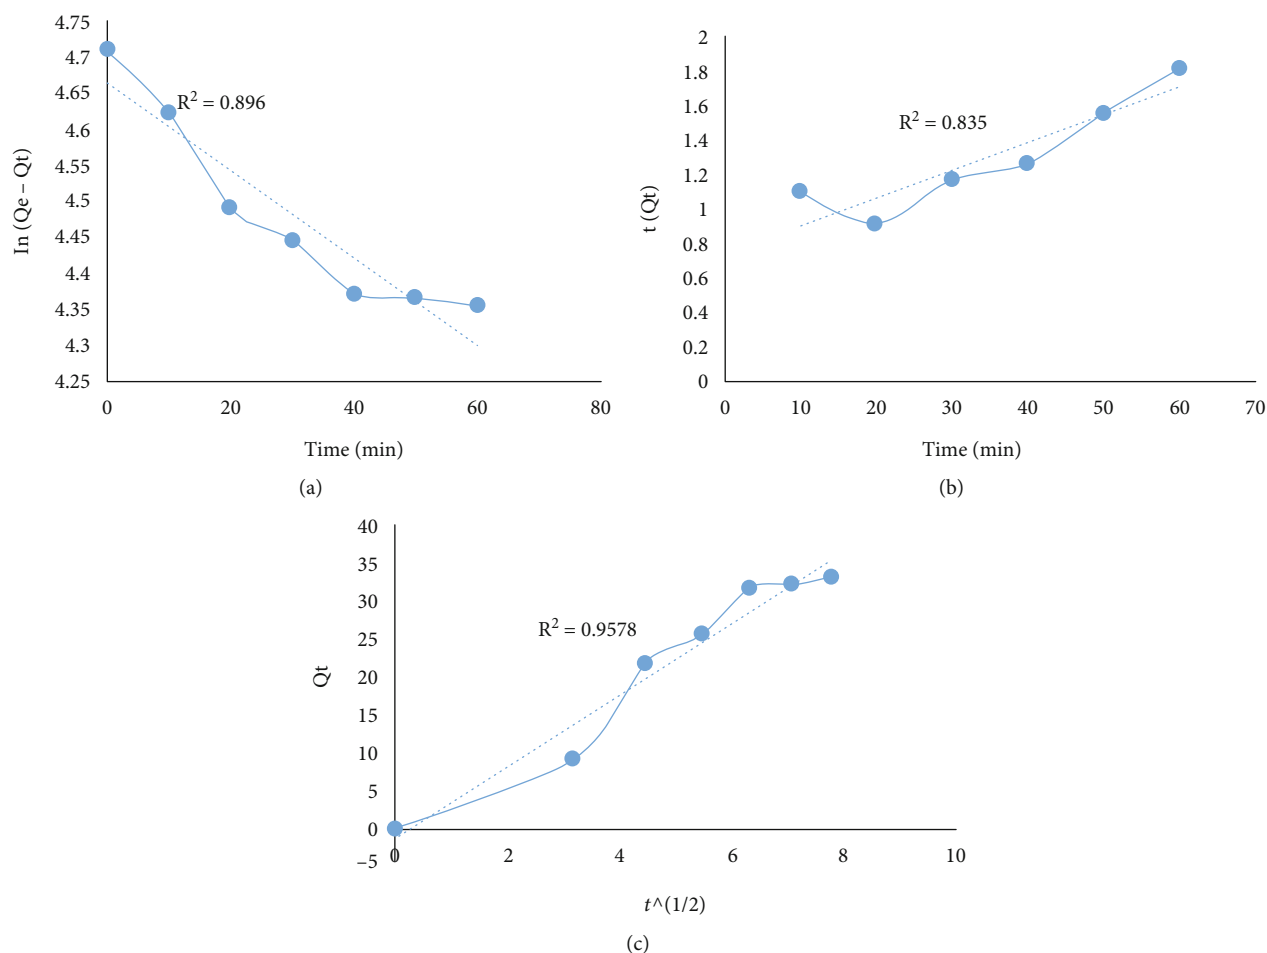 4.75
4.7
4.65
4.6
4.55
4.5
4.45
4.4
4.35
4.3
4.25
In (Qe – Qt)
R² = 0.896
0 20 40 60 80
Time (min)
(a)
2
1.8
1.6
1.4
1.2
1
0.8
0.6
0.4
0.2
0
t (Qt)
R² = 0.835
0 10 20 30 40 50 60 70
Time (min)
(b)
40
35
30
25
20
15
10
5
0
–5
Qt
R² = 0.9578
0 2 4 6 8 10
t^(1/2)
(c)